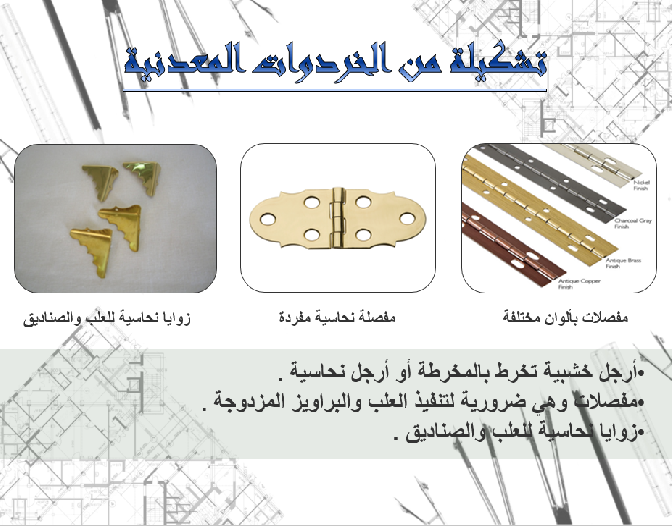 تشكيلة من الخردوات المعدنية
Nickel
Finish
Charcoal Gray
Finish
Antique Brass
Finish
Antique Copper
Finish
مفصلات بألوان مختلفة
مفصلة نحاسية مفردة
زوايا نحاسية للعلب والصناديق
•أرجل خشبية تخرط بالمخرطة أو أرجل نحاسية .
•مفصلات وهي ضرورية لتنفيذ العلب والبراويز المزدوجة .
•زوايا نحاسية للعلب والصناديق .